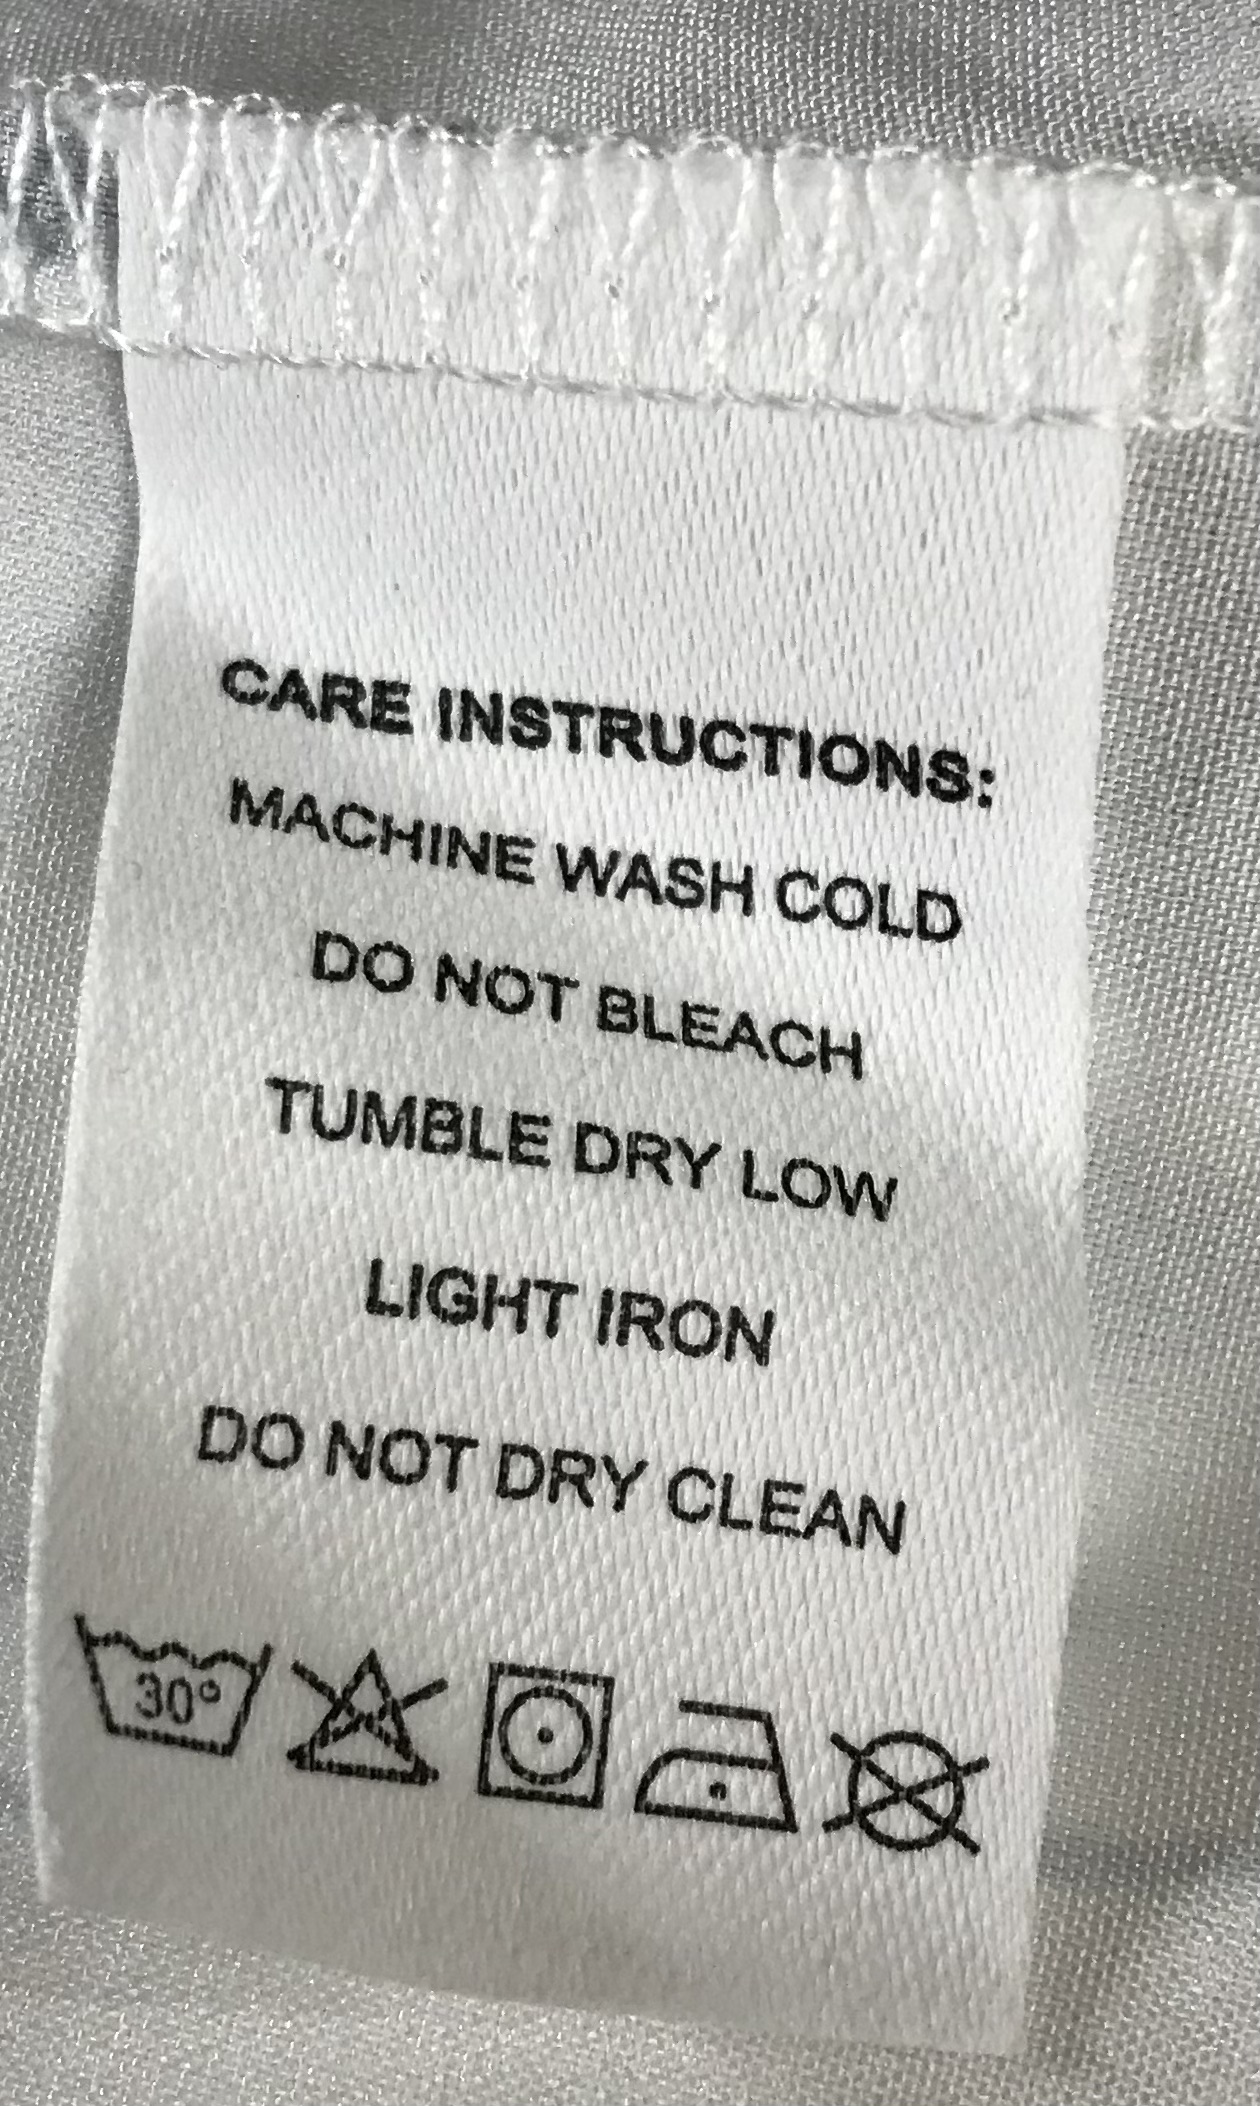 CARE INSTRUCTIONS:
MACHINE WASH COLD
DO NOT BLEACH
TUMBLE DRY LOW
LIGHT IRON
DO NOT DRY CLEAN
30°